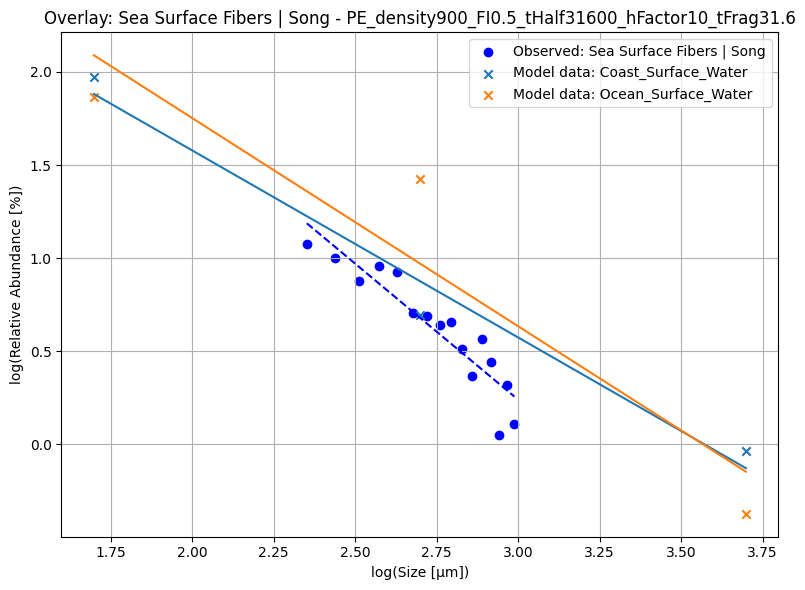 Overlay: Sea Surface Fibers | Song - PE_density900_FI0.5_tHalf31600_hFactor10_tFrag31.6
Observed: Sea Surface Fibers | Song
Model data: Coast_Surface_Water
Model data: Ocean_Surface_Water
log(Relative Abundance [%])
2.0
1.5
1.0
0.5
0.0
1.75 2.00 2.25 2.50 2.75 3.00 3.25 3.50 3.75
log(Size [µm])